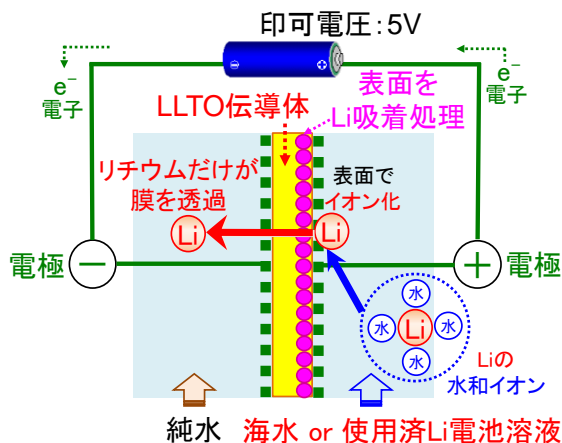 印可電圧:5V
e⁻
電子
e⁻
電子
LLTO伝導体
表面を
Li吸着処理
リチウムだけが
膜を透過
表面で
イオン化
Li
Li
電極
−
+
電極
水
水
Li
水
水
Liの
水和イオン
純水
海水 or 使用済Li電池溶液